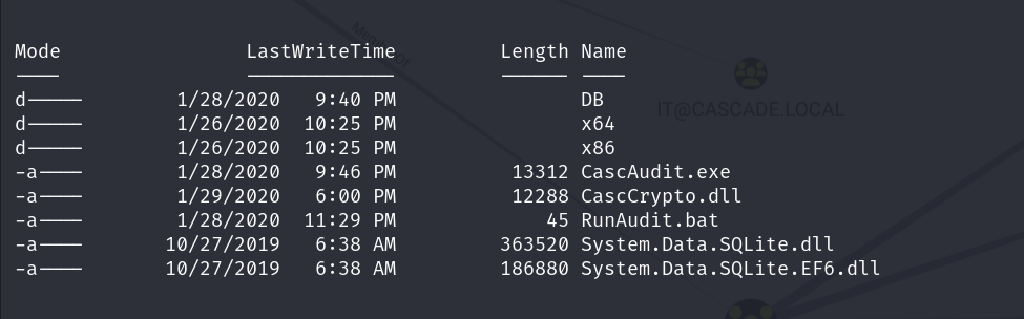 Mode LastWriteTime Length Name
---- ------------- ------ ----
d----- 1/28/2020 9:40 PM DB
d----- 1/26/2020 10:25 PM x64
d----- 1/26/2020 10:25 PM x86
-a---- 1/28/2020 9:46 PM 13312 CascAudit.exe
-a---- 1/29/2020 6:00 PM 12288 CascCrypto.dll
-a---- 1/28/2020 11:29 PM 45 RunAudit.bat
-a---- 10/27/2019 6:38 AM 363520 System.Data.SQLite.dll
-a---- 10/27/2019 6:38 AM 186880 System.Data.SQLite.EF6.dll
MemberOf
IT@CASCADE.LOCAL